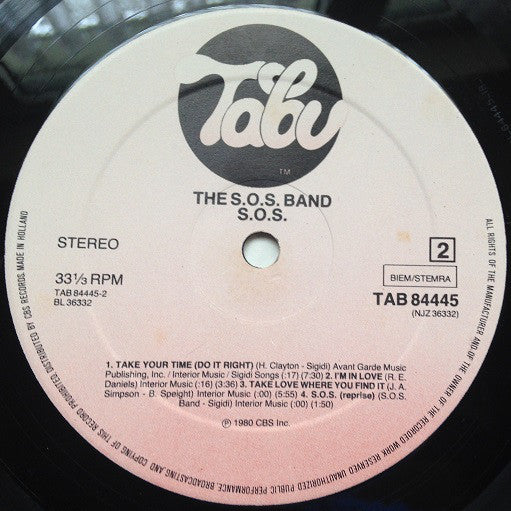 Tabu
TM
THE S.O.S. BAND
S.O.S.
STEREO
2
33⅓ RPM
BIEM/STEMRA
TAB 84445-2
BL 36332
TAB 84445
(NJZ 36332)
1. TAKE YOUR TIME (DO IT RIGHT) (H. Clayton - Sigidi) Avant Garde Music
Publishing, Inc. / Interior Music / Sigidi Songs (:17) (7:30) 2. I'M IN LOVE (R. E.
Daniels) Interior Music (:16) (3:36) 3. TAKE LOVE WHERE YOU FIND IT (J. A.
Simpson - B. Speight) Interior Music (:00) (5:55) 4. S.O.S. (reprise) (S.O.S.
Band - Sigidi) Interior Music (:00) (1:50)
℗ 1980 CBS Inc.
ALL RIGHTS OF THE MANUFACTURER AND OF THE OWNER OF THE RECORDED WORK RESERVED. UNAUTHORIZED PUBLIC PERFORMANCE, BROADCASTING AND COPYING OF THIS RECORD PROHIBITED. DISTRIBUTED BY CBS RECORDS. MADE IN HOLLAND